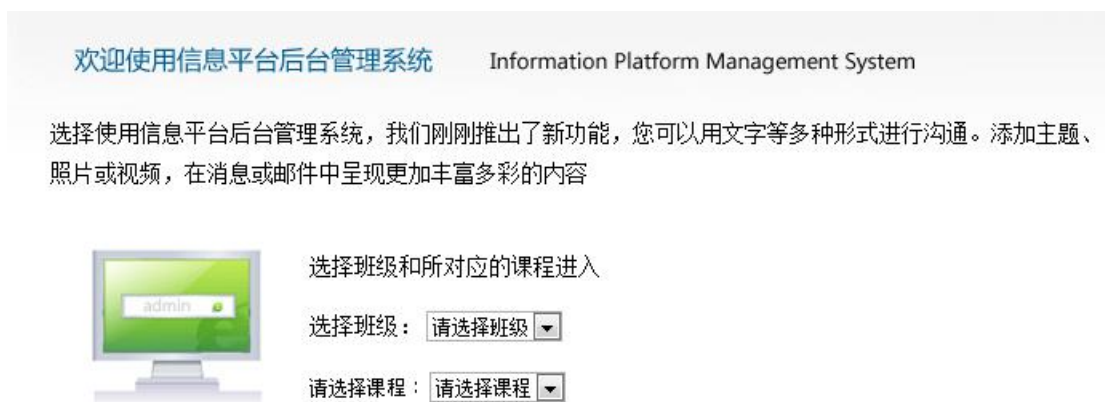 欢迎使用信息平台后台管理系统 Information Platform Management System
选择使用信息平台后台管理系统，我们刚刚推出了新功能，您可以用文字等多种形式进行沟通。添加主题、
照片或视频，在消息或邮件中呈现更加丰富多彩的内容
选择班级和所对应的课程进入
admin
选择班级： 请选择班级
请选择课程： 请选择课程